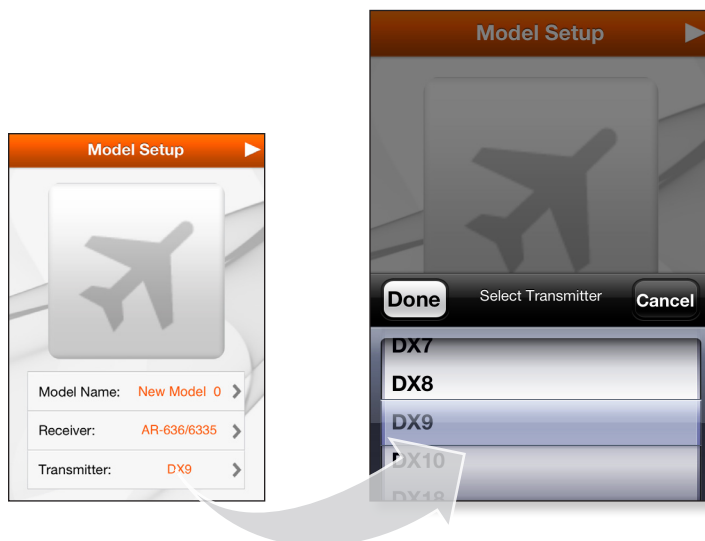 Model Setup
Model Name: New Model 0
Receiver: AR-636/6335
Transmitter: DX9
Model Setup
Done Select Transmitter Cancel
DX7
DX8
DX9
DX10
DX18